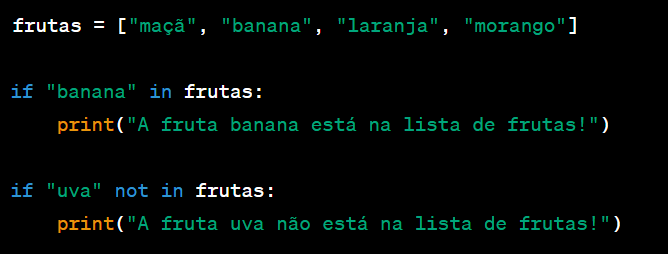 frutas = ["maçã", "banana", "laranja", "morango"]
if "banana" in frutas:
print("A fruta banana está na lista de frutas!")
if "uva" not in frutas:
print("A fruta uva não está na lista de frutas!")